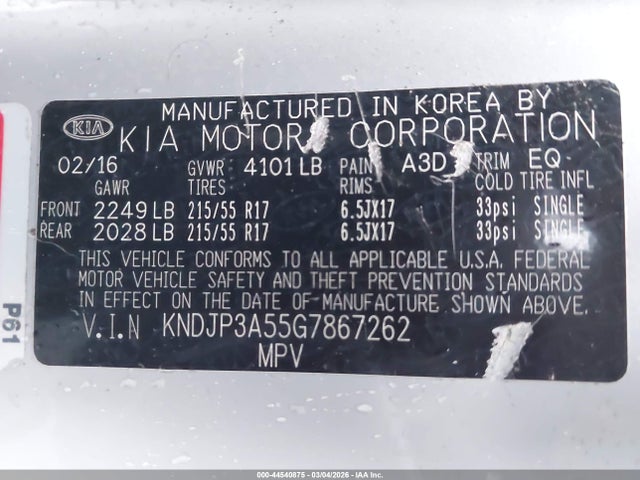 MANUFACTURED IN KOREA BY
KIA KIA MOTORS CORPORATION
02/16 GVWR 4101 LB PAINT A3D TRIM EQ
GAWR TIRES RIMS COLD TIRE INFL
FRONT 2249 LB 215/55 R17 6.5JX17 33psi SINGLE
REAR 2028 LB 215/55 R17 6.5JX17 33psi SINGLE
THIS VEHICLE CONFORMS TO ALL APPLICABLE U.S.A. FEDERAL
MOTOR VEHICLE SAFETY AND THEFT PREVENTION STANDARDS
IN EFFECT ON THE DATE OF MANUFACTURE SHOWN ABOVE.
V.I.N KNDJP3A55G7867262
MPV
P61
000-44540875 - 03/04/2026 - IAAI.CA